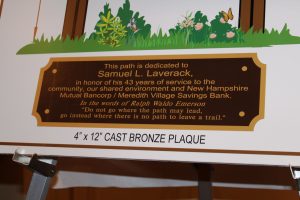 This path is dedicated to
Samuel L. Laverack,
in honor of his 43 years of service to the
community, our shared environment and New Hampshire
Mutual Bancorp / Meredith Village Savings Bank.
In the words of Ralph Waldo Emerson
"Do not go where the path may lead,
go instead where there is no path to leave a trail."
4" x 12" CAST BRONZE PLAQUE